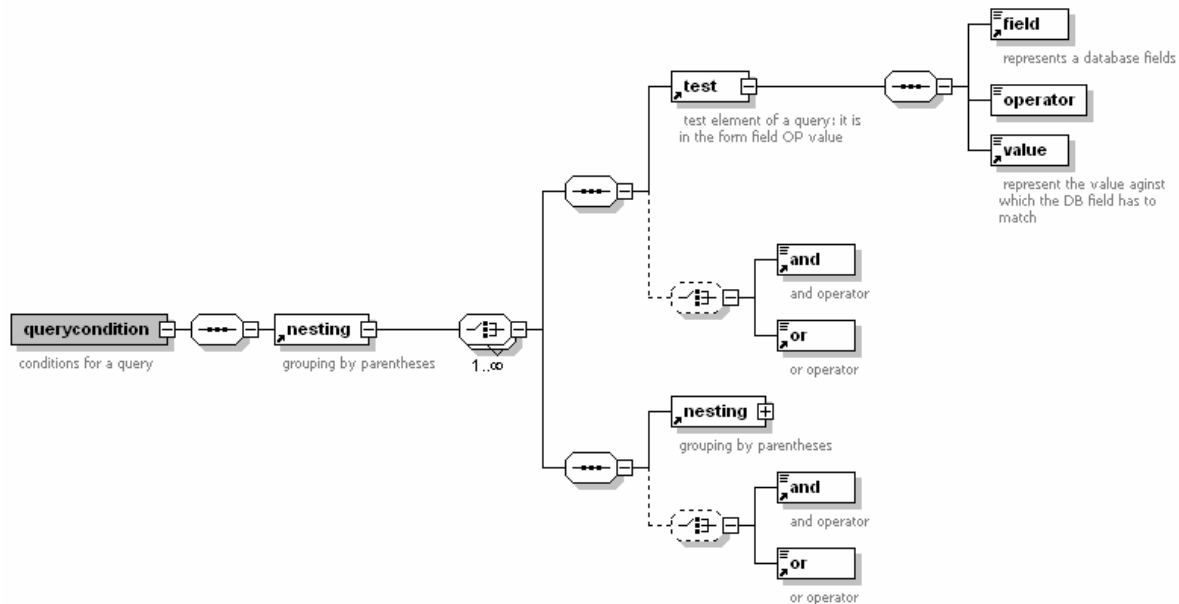 field
represents a database fields
test
operator
test element of a query: it is
in the form field OP value
value
represent the value aginst
which the DB field has to
match
and
and operator
querycondition
nesting
or
conditions for a query
grouping by parentheses
1..∞
or operator
nesting
grouping by parentheses
and
and operator
or
or operator